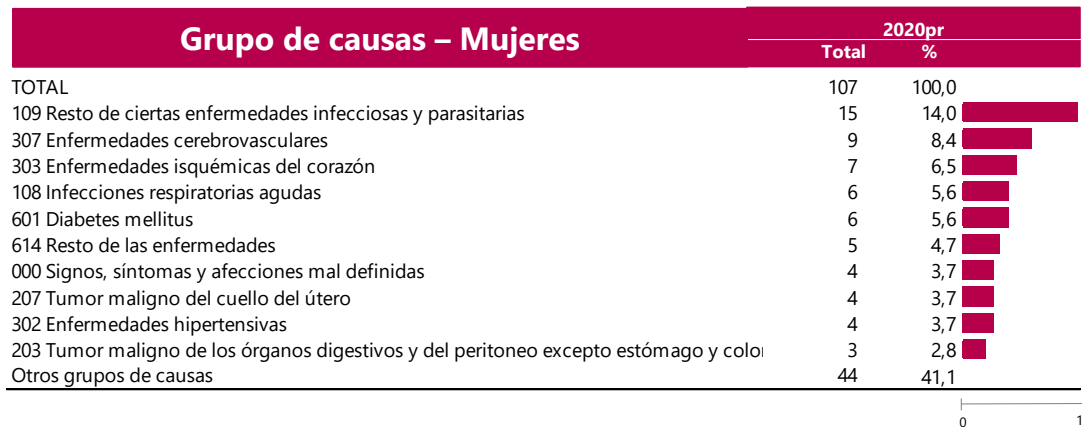 Grupo de causas – Mujeres
2020pr
Total %
TOTAL 107 100,0
109 Resto de ciertas enfermedades infecciosas y parasitarias 15 14,0
307 Enfermedades cerebrovasculares 9 8,4
303 Enfermedades isquémicas del corazón 7 6,5
108 Infecciones respiratorias agudas 6 5,6
601 Diabetes mellitus 6 5,6
614 Resto de las enfermedades 5 4,7
000 Signos, síntomas y afecciones mal definidas 4 3,7
207 Tumor maligno del cuello del útero 4 3,7
302 Enfermedades hipertensivas 4 3,7
203 Tumor maligno de los órganos digestivos y del peritoneo excepto estómago y colo 3 2,8
Otros grupos de causas 44 41,1
0 1